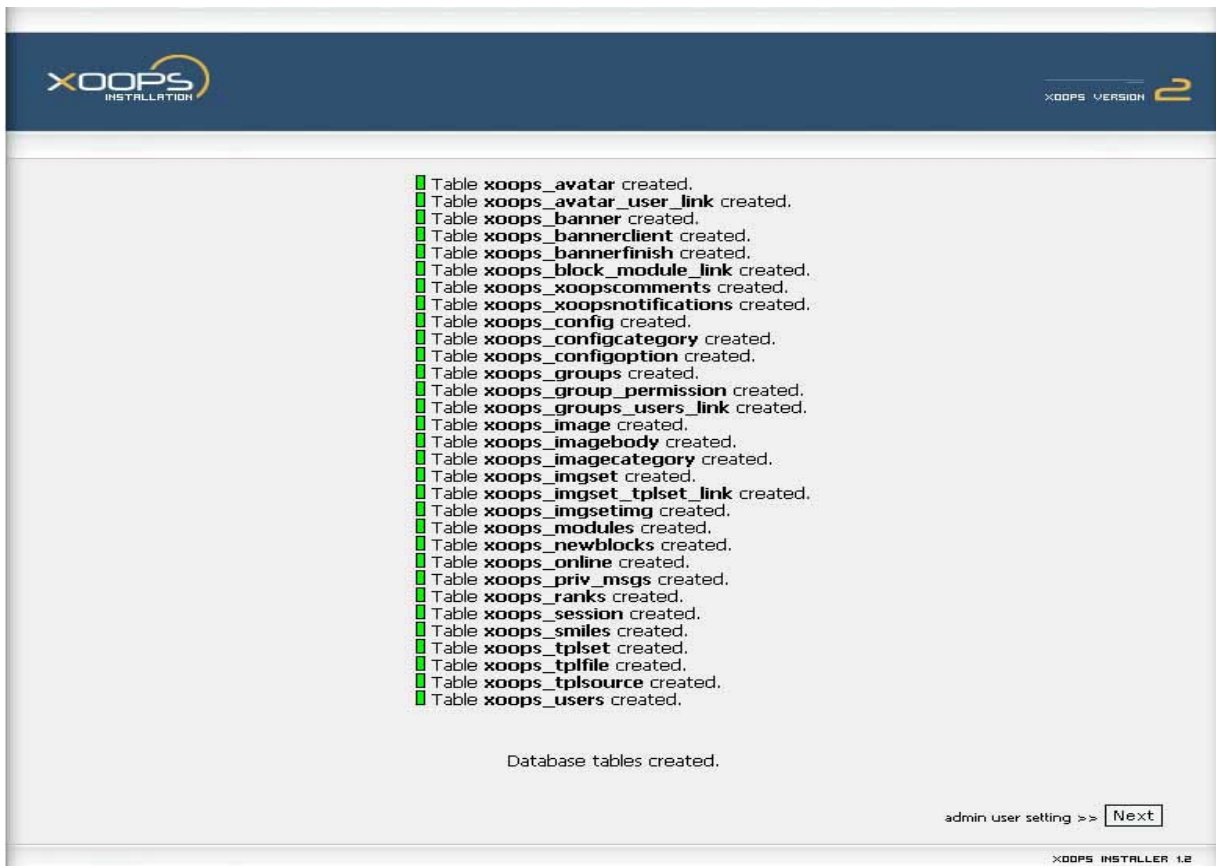 XOOPS
INSTALLATION
XOOPS VERSION 2
Table xoops_avatar created.
Table xoops_avatar_user_link created.
Table xoops_banner created.
Table xoops_bannerclient created.
Table xoops_bannerfinish created.
Table xoops_block_module_link created.
Table xoops_xoopscomments created.
Table xoops_xoopsnotifications created.
Table xoops_config created.
Table xoops_configcategory created.
Table xoops_configoption created.
Table xoops_groups created.
Table xoops_group_permission created.
Table xoops_groups_users_link created.
Table xoops_image created.
Table xoops_imagebody created.
Table xoops_imagecategory created.
Table xoops_imgset created.
Table xoops_imgset_tplset_link created.
Table xoops_imgsetimg created.
Table xoops_modules created.
Table xoops_newblocks created.
Table xoops_online created.
Table xoops_priv_msgs created.
Table xoops_ranks created.
Table xoops_session created.
Table xoops_smiles created.
Table xoops_tplset created.
Table xoops_tplfile created.
Table xoops_tplsource created.
Table xoops_users created.
Database tables created.
admin user setting >> Next
XOOPS INSTALLER 1.2